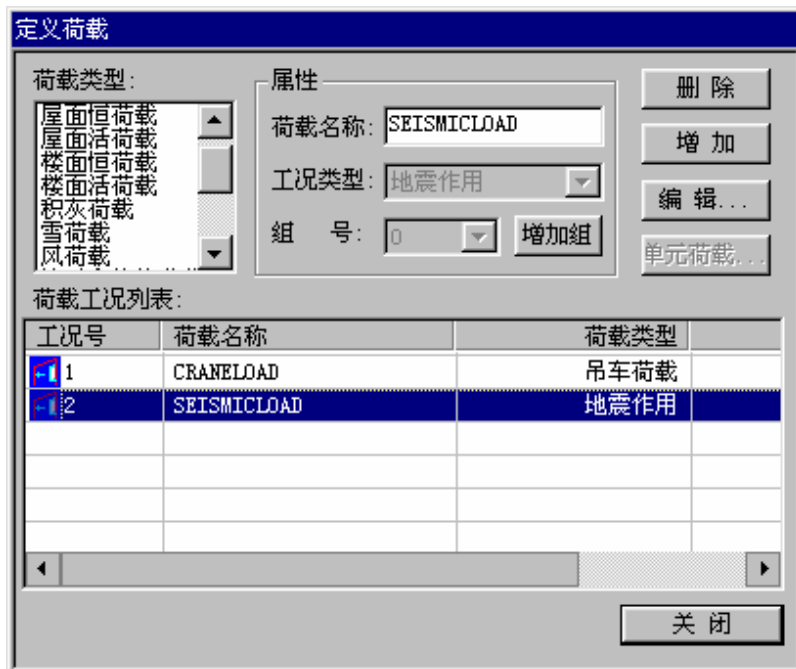 定义荷载
荷载类型:
屋面恒荷载
屋面活荷载
楼面恒荷载
楼面活荷载
积灰荷载
雪荷载
风荷载
属性
荷载名称: SEISMICLOAD
工况类型: 地震作用
组 号: 0 增加组
删 除
增 加
编 辑...
单元荷载...
荷载工况列表:
工况号 荷载名称 荷载类型
1 CRANELOAD 吊车荷载
2 SEISMICLOAD 地震作用
关 闭